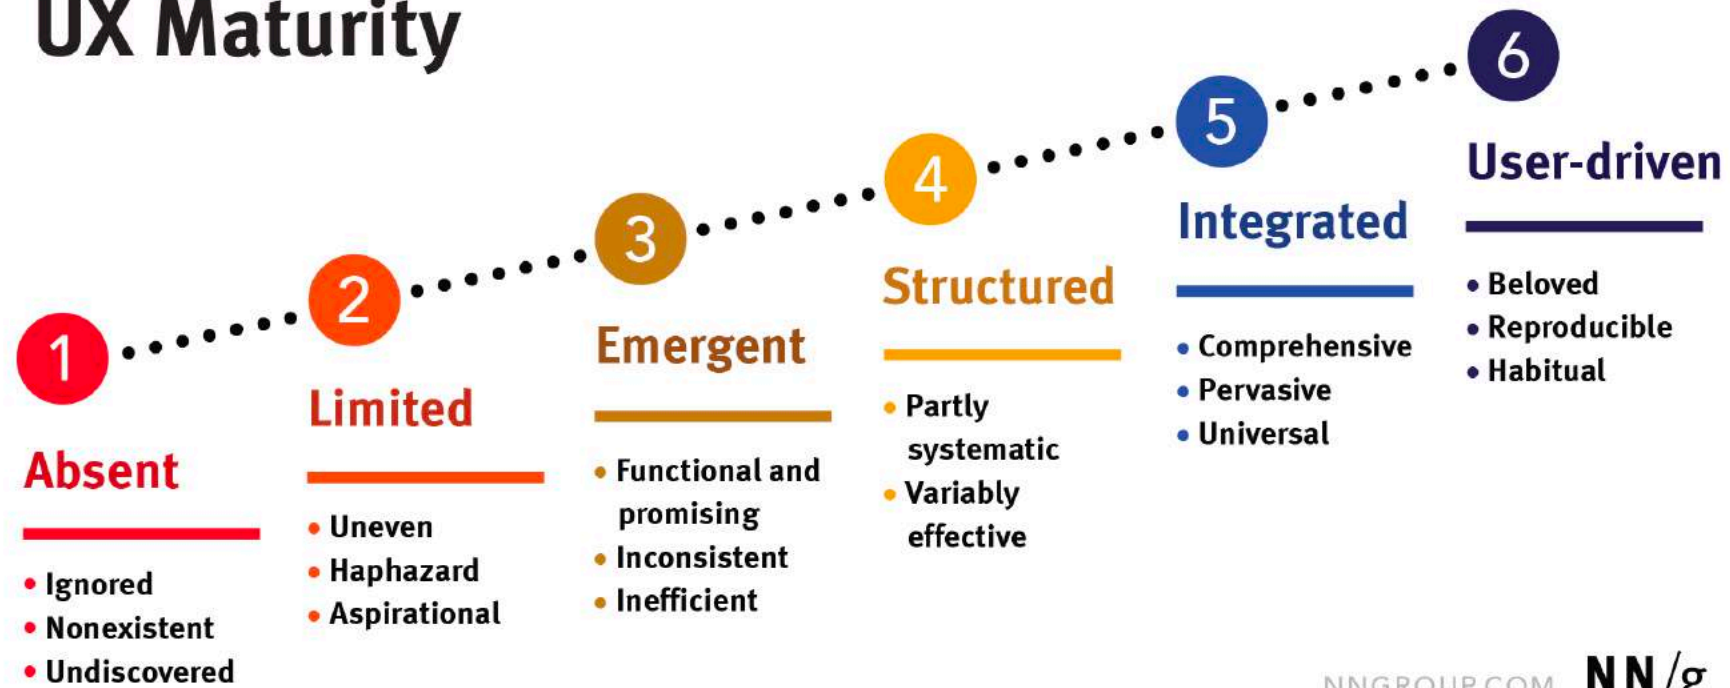 UX Maturity
1
Absent
• Ignored
• Nonexistent
• Undiscovered
2
Limited
• Uneven
• Haphazard
• Aspirational
3
Emergent
• Functional and
promising
• Inconsistent
• Inefficient
4
Structured
• Partly
systematic
• Variably
effective
5
Integrated
• Comprehensive
• Pervasive
• Universal
6
User-driven
• Beloved
• Reproducible
• Habitual
NNGROUP.COM NN/g